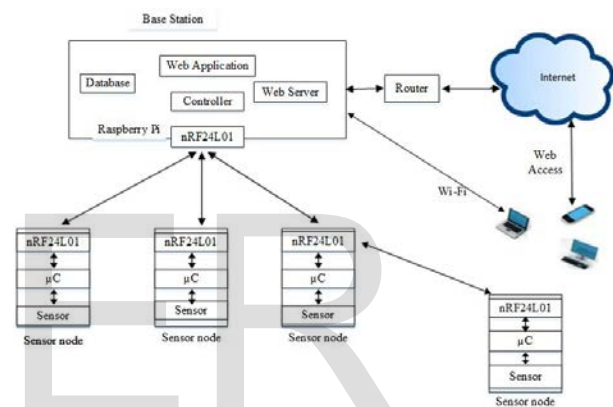 Base Station
Web Application
Database
Web Server
Controller
Raspberry Pi
nRF24L01
Router
Internet
Web
Access
Wi-Fi
nRF24L01
µC
Sensor
Sensor node
nRF24L01
µC
Sensor
Sensor node
nRF24L01
µC
Sensor
Sensor node
nRF24L01
µC
Sensor
Sensor node
ER